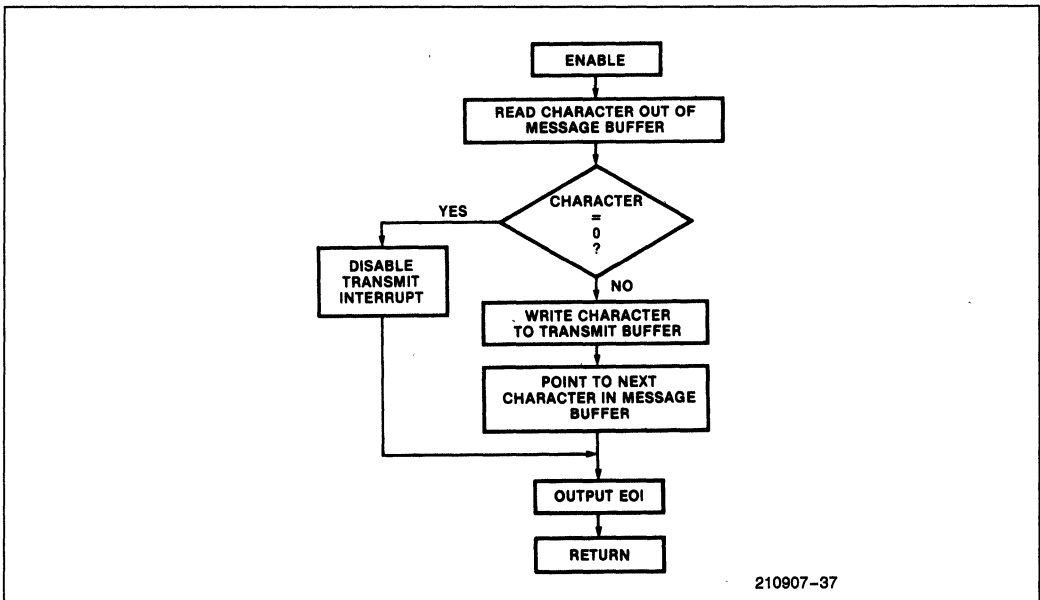 ENABLE
READ CHARACTER OUT OF
MESSAGE BUFFER
CHARACTER
=
0
?
YES
DISABLE
TRANSMIT
INTERRUPT
NO
WRITE CHARACTER
TO TRANSMIT BUFFER
POINT TO NEXT
CHARACTER IN MESSAGE
BUFFER
OUTPUT EOI
RETURN
210907-37